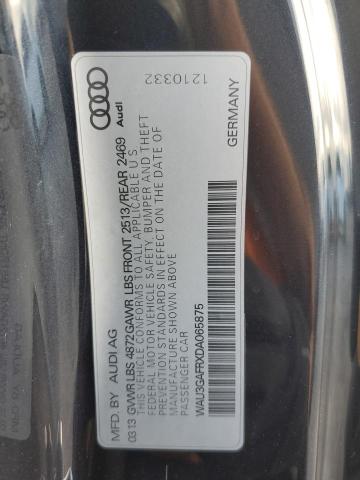 MFD. BY AUDI AG
0313 GVWR LBS 4872 GAWR LBS FRONT 2513/REAR 2469
THIS VEHICLE CONFORMS TO ALL APPLICABLE U S
FEDERAL MOTOR VEHICLE SAFETY, BUMPER AND THEFT
PREVENTION STANDARDS IN EFFECT ON THE DATE OF
MANUFACTURE SHOWN ABOVE
PASSENGER CAR
WAU3GAFRXDA065875
Audi
1210332
GERMANY